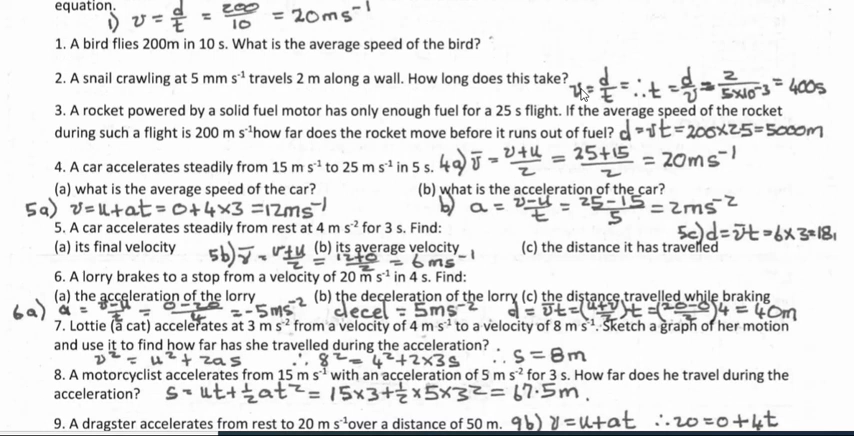 equation.
1) v = d/t = 200/10 = 20ms⁻¹
1. A bird flies 200m in 10 s. What is the average speed of the bird?
2. A snail crawling at 5 mm s⁻¹ travels 2 m along a wall. How long does this take? v = d/t = ∴ t = d/v = 2/5x10⁻³ = 400s
3. A rocket powered by a solid fuel motor has only enough fuel for a 25 s flight. If the average speed of the rocket
during such a flight is 200 m s⁻¹how far does the rocket move before it runs out of fuel? d = vt = 200x25 = 5000m
4. A car accelerates steadily from 15 m s⁻¹ to 25 m s⁻¹ in 5 s. 4a) v̄ = v+u/2 = 25+15/2 = 20ms⁻¹
(a) what is the average speed of the car? (b) what is the acceleration of the car?
5a) v = u+at = 0+4x3 = 12ms⁻¹ b) a = v-u/t = 25-15/5 = 2ms⁻²
5. A car accelerates steadily from rest at 4 m s⁻² for 3 s. Find: 5c) d = v̄t = 6x3=18
(a) its final velocity 5b) v̄ = v+u/2 = 12+0/2 = 6ms⁻¹ (b) its average velocity (c) the distance it has travelled
6. A lorry brakes to a stop from a velocity of 20 m s⁻¹ in 4 s. Find:
(a) the acceleration of the lorry (b) the deceleration of the lorry (c) the distance travelled while braking
6a) a = v-u/t = 0-20/4 = -5ms⁻² decel = 5ms⁻² d = v̄t = (u+v/2)t = (20-0/2)4 = 40m
7. Lottie (a cat) accelerates at 3 m s⁻² from a velocity of 4 m s⁻¹ to a velocity of 8 m s⁻¹. Sketch a graph of her motion
and use it to find how far has she travelled during the acceleration?
v² = u² + 2as ∴ 8² = 4²+2x3s ∴ s = 8m
8. A motorcyclist accelerates from 15 m s⁻¹ with an acceleration of 5 m s⁻² for 3 s. How far does he travel during the
acceleration? s = ut+½at² = 15x3+½x5x3² = 67.5m.
9. A dragster accelerates from rest to 20 m s⁻¹over a distance of 50 m. 9b) v=u+at ∴20=0+4t